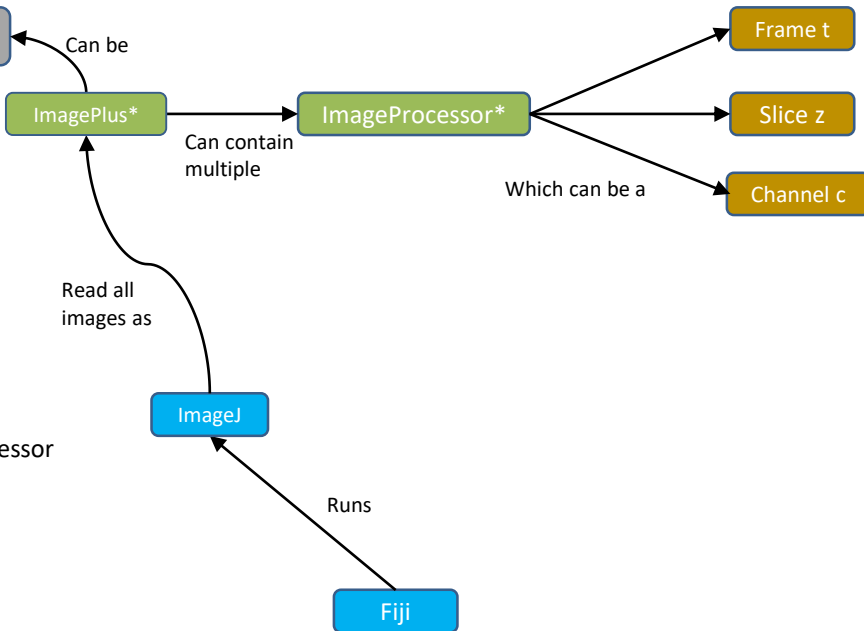 Frame t
Can be
ImagePlus*
ImageProcessor*
Slice z
Can contain
multiple
Which can be a
Channel c
Read all
images as
ImageJ
essor
Runs
Fiji